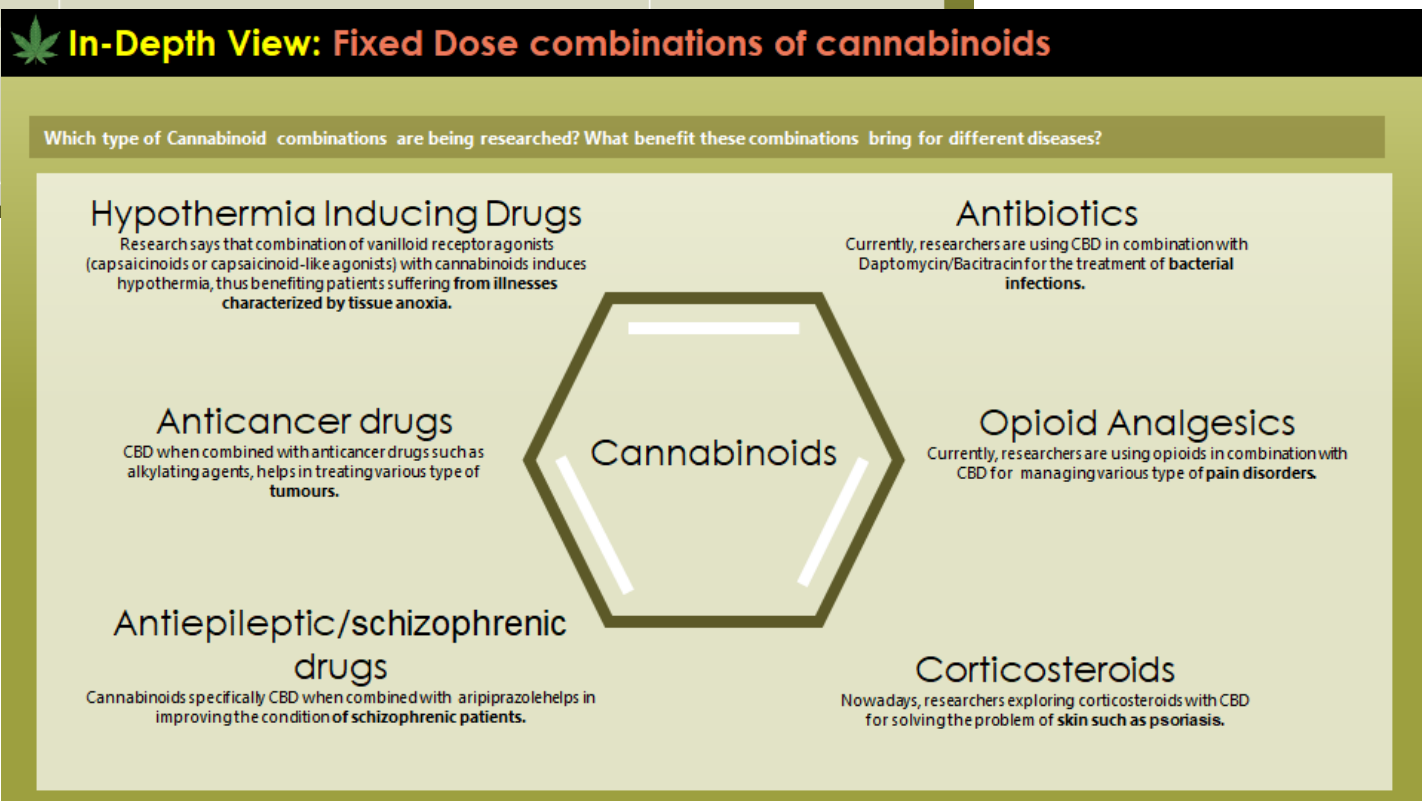 In-Depth View: Fixed Dose combinations of cannabinoids
Which type of Cannabinoid combinations are being researched? What benefit these combinations bring for different diseases?
Hypothermia Inducing Drugs
Research says that combination of vanilloid receptor agonists
(capsaicinoids or capsaicinoid-like agonists) with cannabinoids induces
hypothermia, thus benefiting patients suffering from illnesses
characterized by tissue anoxia.
Antibiotics
Currently, researchers are using CBD in combination with
Daptomycin/Bacitracin for the treatment of bacterial
infections.
Anticancer drugs
CBD when combined with anticancer drugs such as
alkylating agents, helps in treating various type of
tumours.
Cannabinoids
Opioid Analgesics
Currently, researchers are using opioids in combination with
CBD for managing various type of pain disorders.
Antiepileptic/schizophrenic
drugs
Cannabinoids specifically CBD when combined with aripiprazolehelps in
improving the condition of schizophrenic patients.
Corticosteroids
Nowadays, researchers exploring corticosteroids with CBD
for solving the problem of skin such as psoriasis.